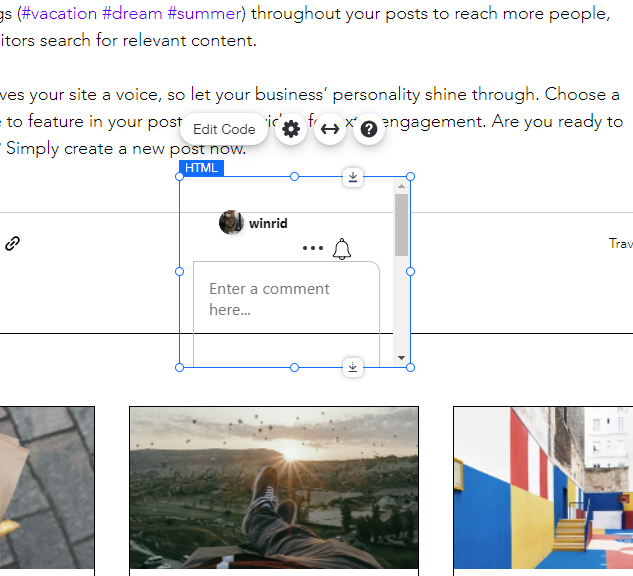 gs (#vacation #dream #summer) throughout your posts to reach more people,
itors search for relevant content.
ves your site a voice, so let your business' personality shine through. Choose a
e to feature in your post engagement. Are you ready to
? Simply create a new post now.
Edit Code
HTML
winrid
Enter a comment
here...
Trav